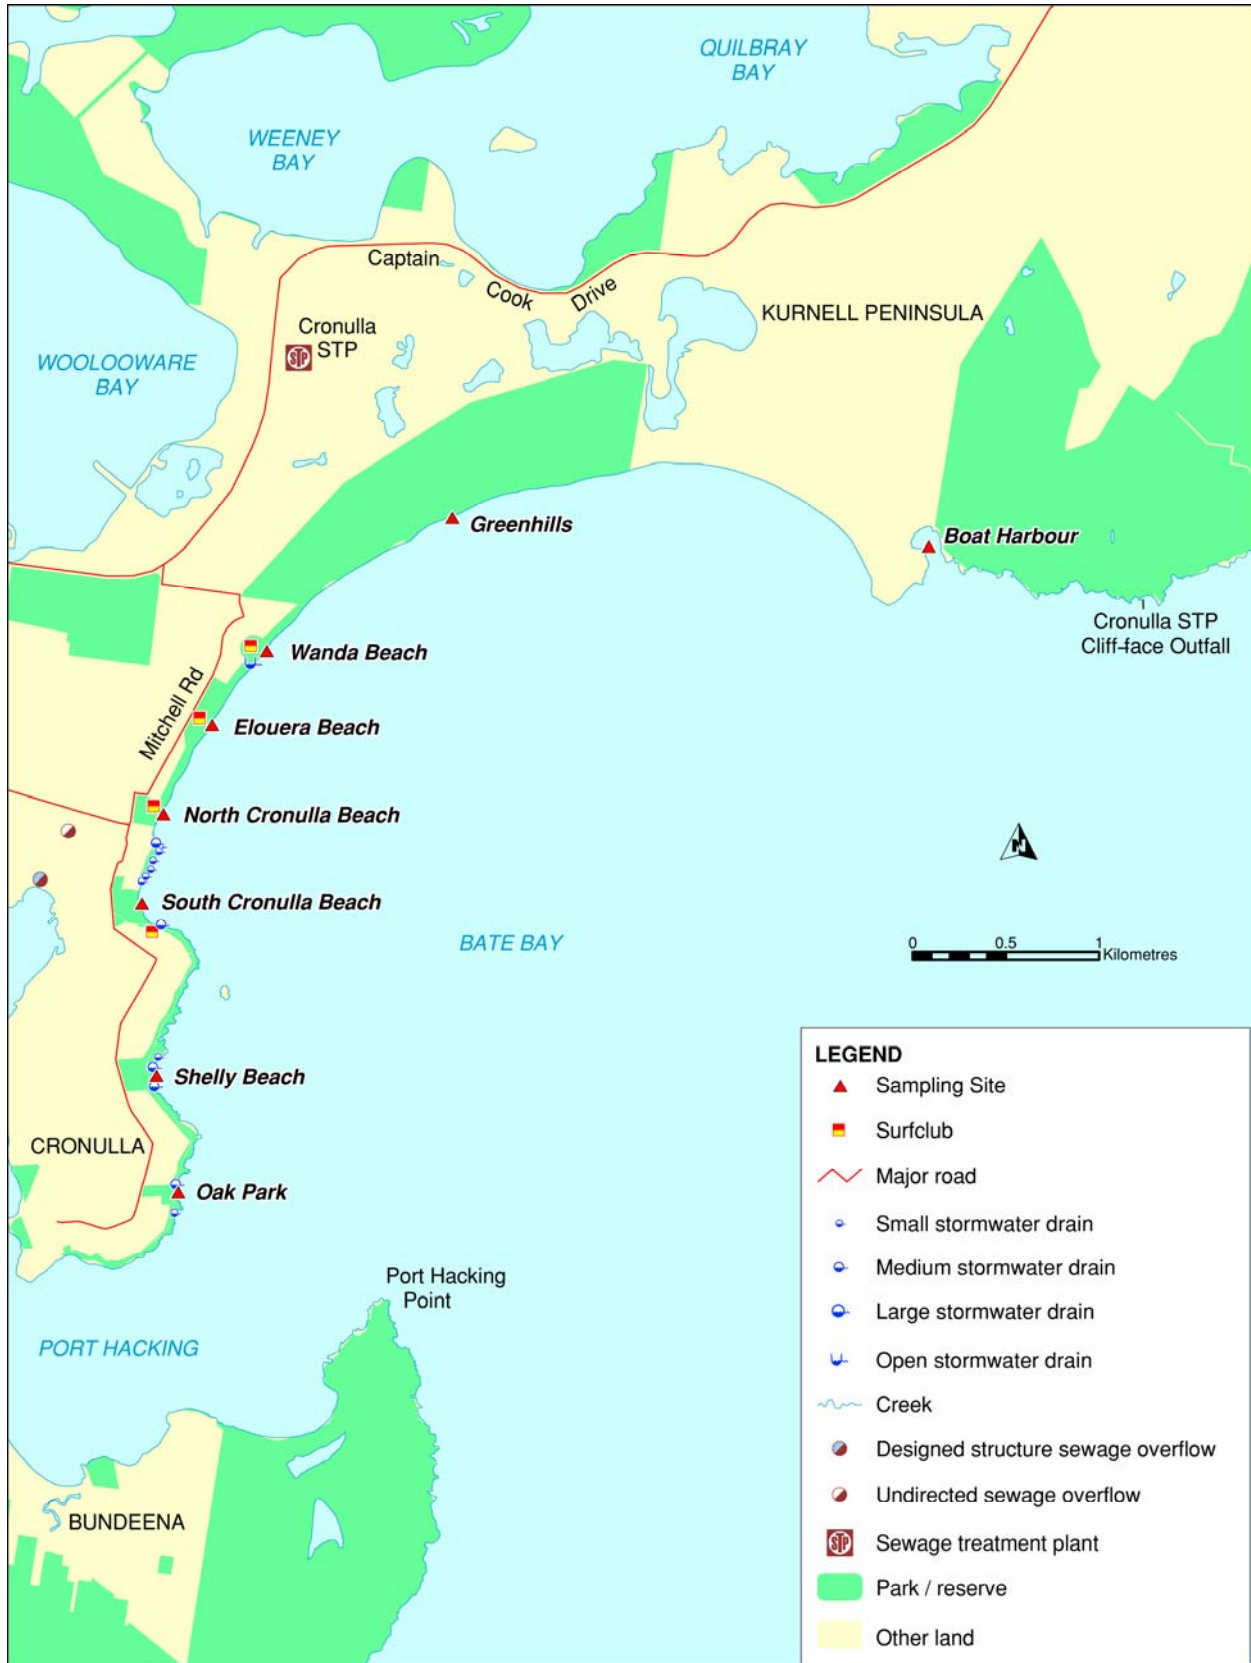 QUILBRAY
BAY
WEENEY
BAY
Captain
Cook
Drive
KURNELL PENINSULA
Cronulla
STP
STP
WOOLOOWARE
BAY
Greenhills
Boat Harbour
Cronulla STP
Cliff-face Outfall
Wanda Beach
Mitchell Rd
Elouera Beach
North Cronulla Beach
N
South Cronulla Beach
BATE BAY
0 0.5 1
Kilometres
Shelly Beach
CRONULLA
Oak Park
Port Hacking
Point
PORT HACKING
BUNDEENA
LEGEND
Sampling Site
Surfclub
Major road
Small stormwater drain
Medium stormwater drain
Large stormwater drain
Open stormwater drain
Creek
Designed structure sewage overflow
Undirected sewage overflow
STP
Sewage treatment plant
Park / reserve
Other land